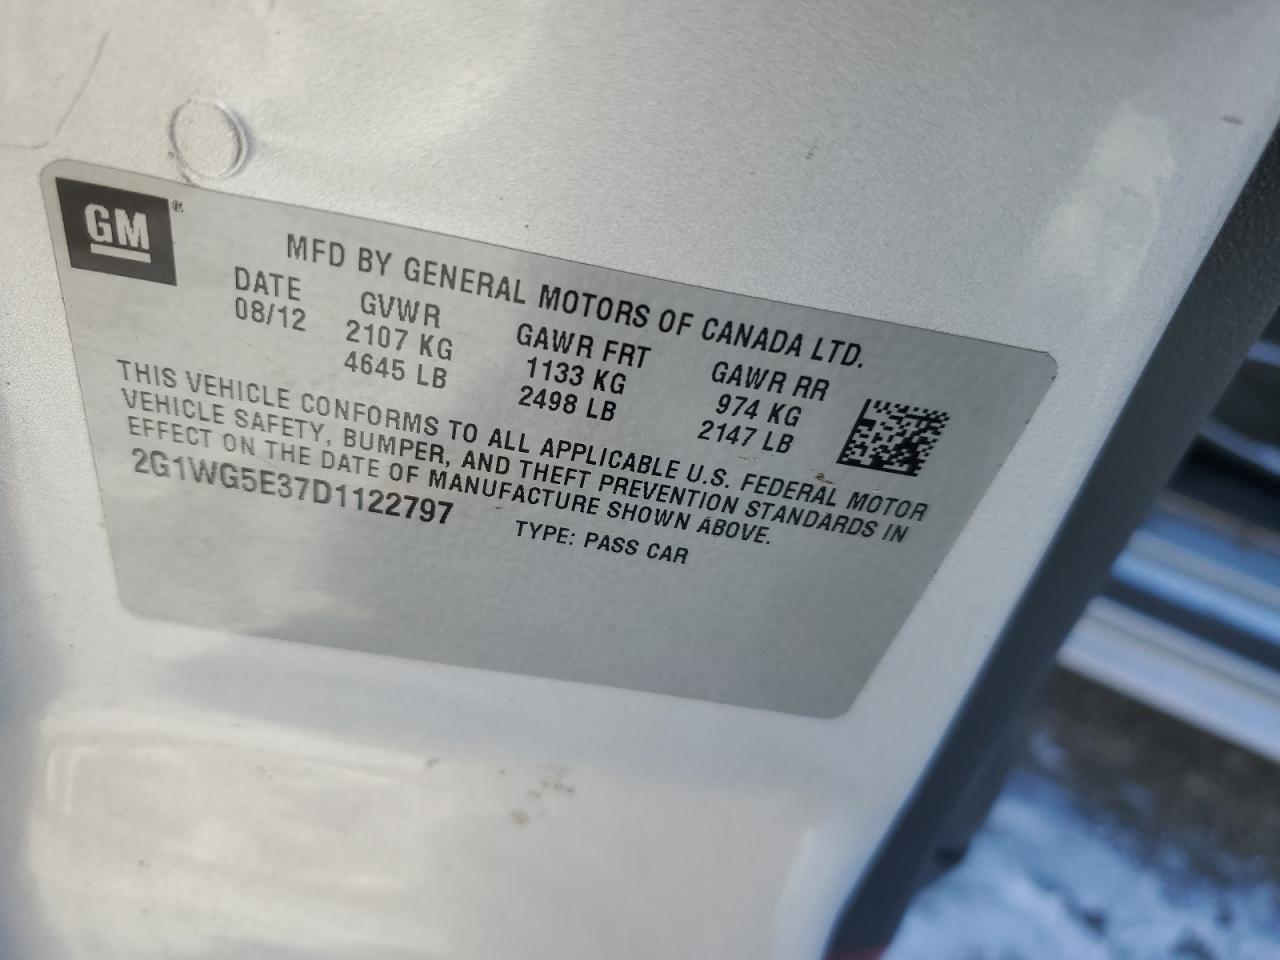 GM®
MFD BY GENERAL MOTORS OF CANADA LTD.
DATE GVWR GAWR FRT GAWR RR
08/12 2107 KG 1133 KG 974 KG
4645 LB 2498 LB 2147 LB
THIS VEHICLE CONFORMS TO ALL APPLICABLE U.S. FEDERAL MOTOR
VEHICLE SAFETY, BUMPER, AND THEFT PREVENTION STANDARDS IN
EFFECT ON THE DATE OF MANUFACTURE SHOWN ABOVE.
2G1WG5E37D1122797 TYPE: PASS CAR